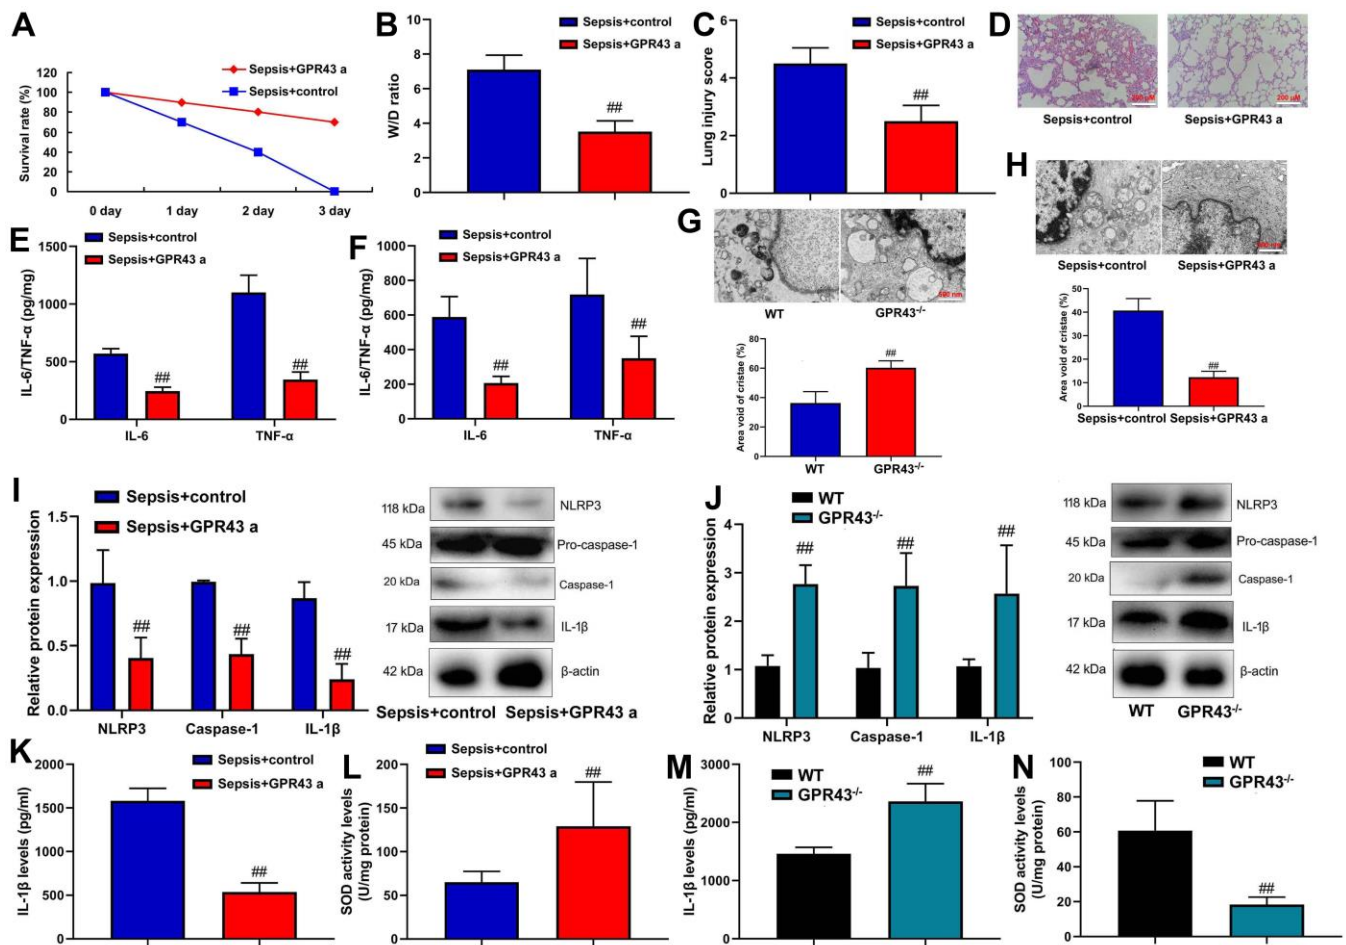 A
Survival rate (%)
120
100
80
60
40
20
0
0 day 1 day 2 day 3 day
Sepsis+GPR43 a
Sepsis+control
B
W/D ratio
10
8
6
4
2
0
Sepsis+control
Sepsis+GPR43 a
##
C
Lung injury score
6
4
2
0
Sepsis+control
Sepsis+GPR43 a
##
D
200 µM
Sepsis+control
Sepsis+GPR43 a
E
IL-6/TNF-α (pg/mg)
1500
1000
500
0
Sepsis+control
Sepsis+GPR43 a
##
##
IL-6 TNF-α
F
IL-6/TNF-α (pg/mg)
1000
800
600
400
200
0
Sepsis+control
Sepsis+GPR43 a
##
##
IL-6 TNF-α
G
WT GPR43-/-
Area void of cristae (%)
80
60
40
20
0
##
WT GPR43-/-
H
Sepsis+control Sepsis+GPR43 a
Area void of cristae (%)
50
40
30
20
10
0
##
Sepsis+control Sepsis+GPR43 a
I
Sepsis+control
Sepsis+GPR43 a
Relative protein expression
1.5
1.0
0.5
0.0
##
##
##
NLRP3 Caspase-1 IL-1β
118 kDa NLRP3
45 kDa Pro-caspase-1
20 kDa Caspase-1
17 kDa IL-1β
42 kDa β-actin
Sepsis+control Sepsis+GPR43 a
J
WT
GPR43-/-
Relative protein expression
4
3
2
1
0
##
##
##
NLRP3 Caspase-1 IL-1β
118 kDa NLRP3
45 kDa Pro-caspase-1
20 kDa Caspase-1
17 kDa IL-1β
42 kDa β-actin
WT GPR43-/-
K
IL-1β levels (pg/ml)
2000
1500
1000
500
0
Sepsis+control
Sepsis+GPR43 a
##
L
SOD activity levels
(U/mg protein)
200
150
100
50
0
Sepsis+control
Sepsis+GPR43 a
##
M
IL-1β levels (pg/ml)
3000
2000
1000
0
WT
GPR43-/-
##
N
SOD activity levels
(U/mg protein)
100
80
60
40
20
0
WT
GPR43-/-
##